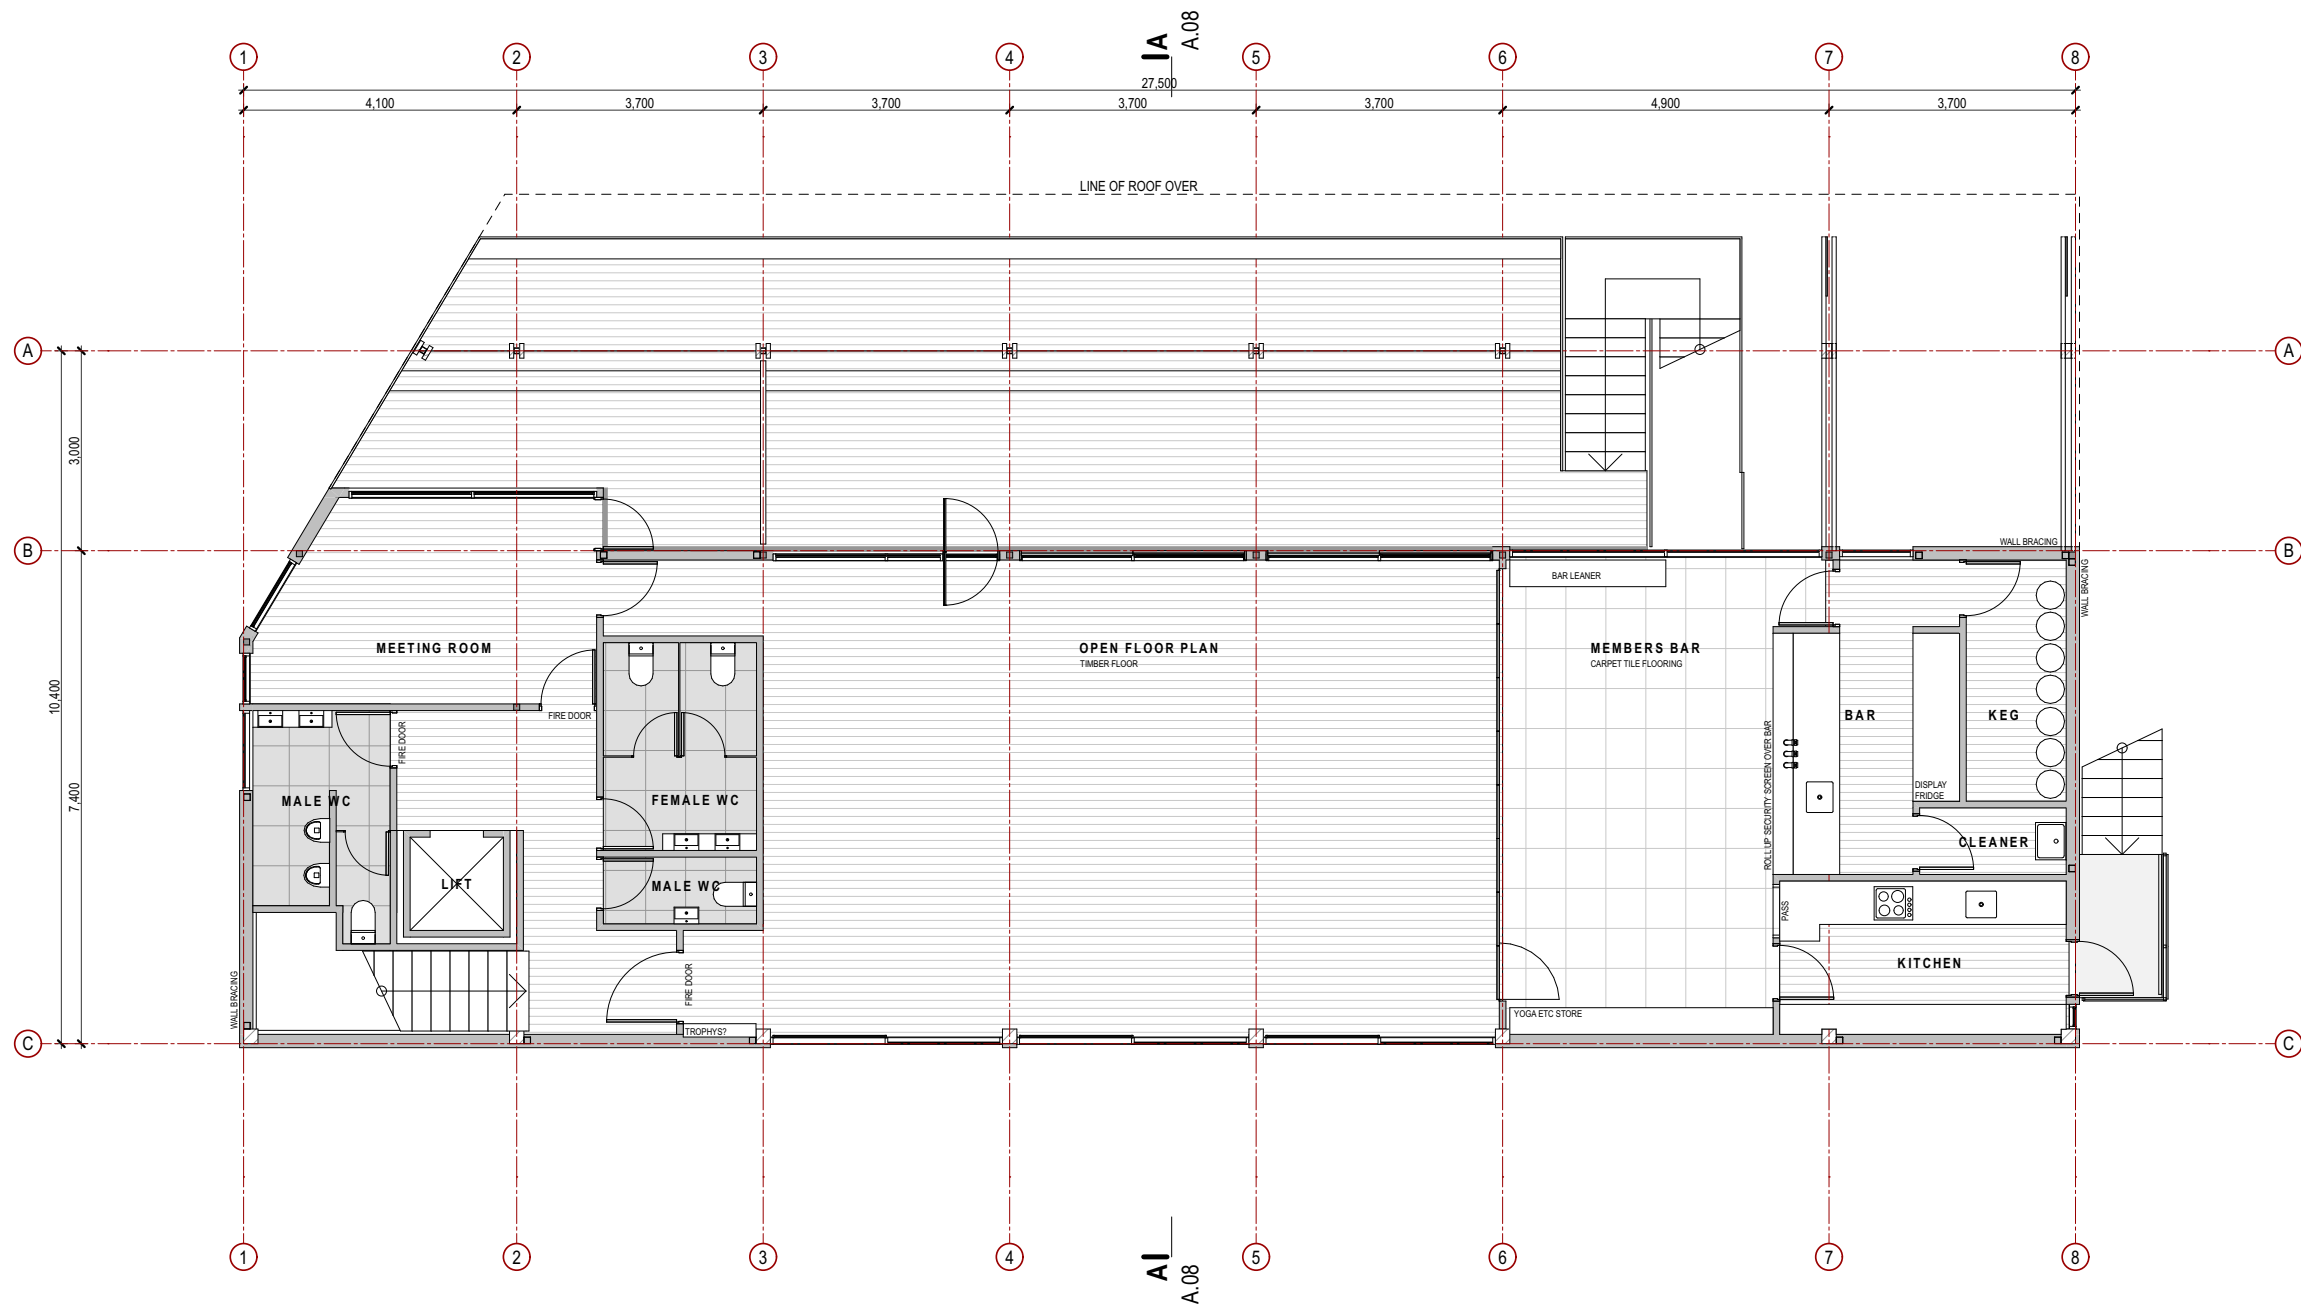 A
A.08
1
2
3
4
5
6
7
8
27,500
4,100
3,700
3,700
3,700
3,700
4,900
3,700
LINE OF ROOF OVER
A
A
3,000
B
B
WALL BRACING
WALL BRACING
BAR LEANER
MEETING ROOM
OPEN FLOOR PLAN
TIMBER FLOOR
MEMBERS BAR
CARPET TILE FLOORING
10,400
7,400
FIRE DOOR
FIRE DOOR
BAR
KEG
ROLL UP SECURITY SCREEN OVER BAR
DISPLAY
FRIDGE
MALE WC
FEMALE WC
CLEANER
LIFT
MALE WC
PASS
KITCHEN
WALL BRACING
FIRE DOOR
YOGA ETC STORE
TROPHYS?
C
C
1
2
3
4
5
6
7
8
A
A.08